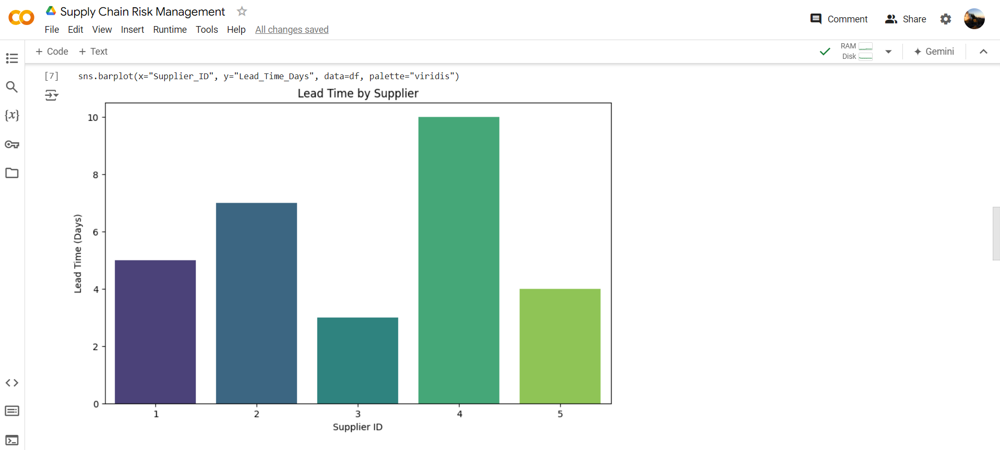 Supply Chain Risk Management
File Edit View Insert Runtime Tools Help All changes saved
Comment Share
+ Code + Text
RAM
Disk
Gemini
[7] sns.barplot(x="Supplier_ID", y="Lead_Time_Days", data=df, palette="viridis")
{x}
Lead Time by Supplier
10
8
6
4
2
0
Lead Time (Days)
1 2 3 4 5
Supplier ID